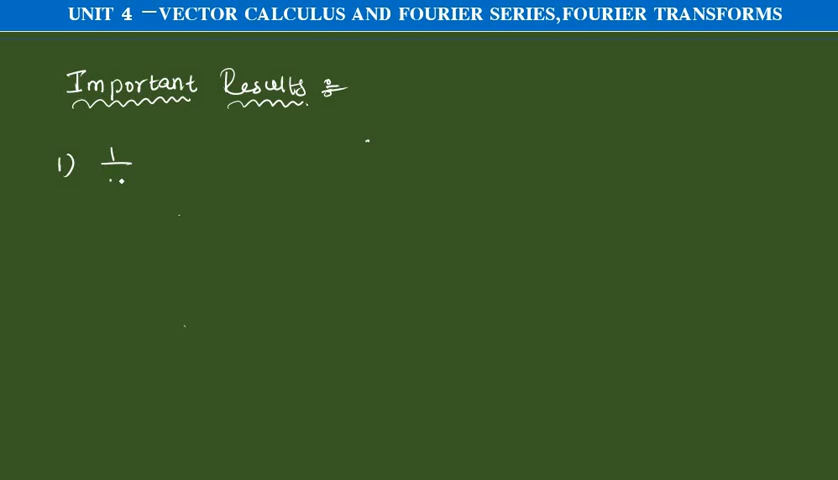 UNIT 4 —VECTOR CALCULUS AND FOURIER SERIES,FOURIER TRANSFORMS
Important Results :=
1) 1/..